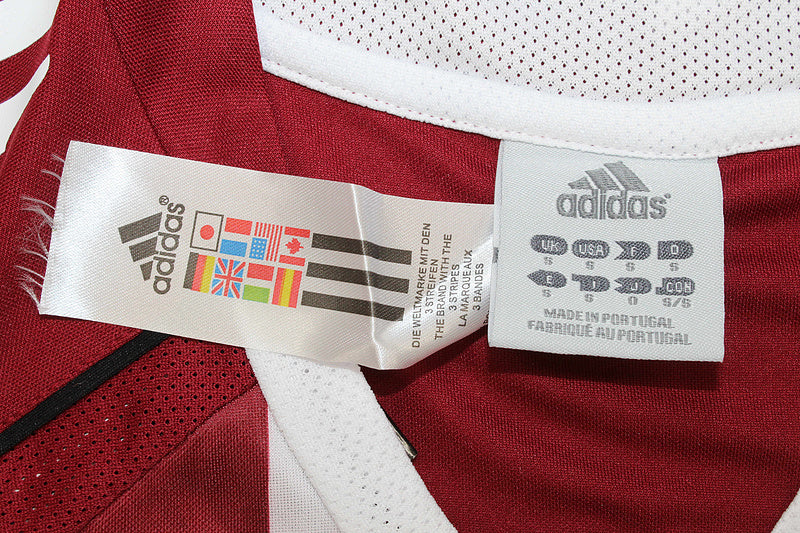 adidas®
DIE WELTMARKE MIT DEN
3 STREIFEN
THE BRAND WITH THE
3 STRIPES
LA MARQUE AUX
3 BANDES
adidas®
UK USA F D
S S S S
E I J J.CON
S S O S/S
MADE IN PORTUGAL
FABRIQUÉ AU PORTUGAL